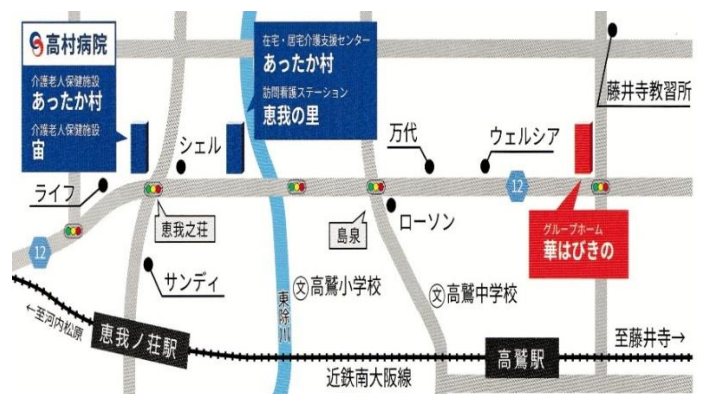 高村病院
介護老人保健施設
あったか村
介護老人保健施設
宙
在宅・居宅介護支援センター
あったか村
訪問看護ステーション
恵我の里
藤井寺教習所
シェル
万代
ウェルシア
ライフ
12
恵我之荘
島泉
ローソン
グループホーム
華はびきの
12
サンディ
東除川
文高鷲小学校
文高鷲中学校
←至河内松原
恵我ノ荘駅
近鉄南大阪線
高鷲駅
至藤井寺→